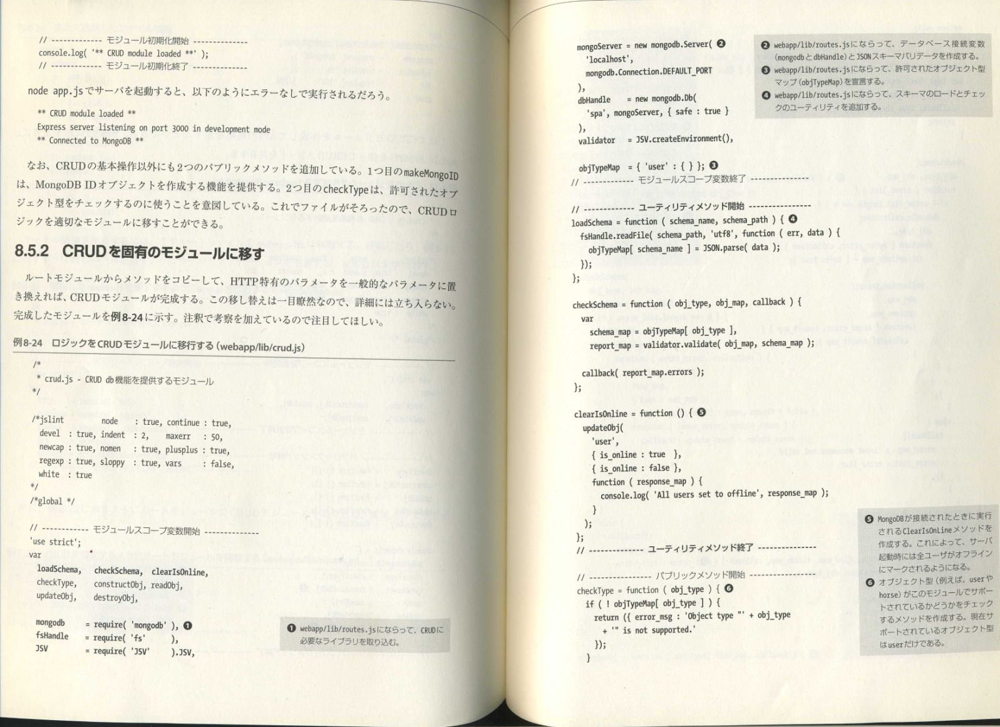 // ------------- モジュール初期化開始 --------------
console.log( '** CRUD module loaded **' );
// ------------- モジュール初期化終了 --------------
node app.jsでサーバを起動すると、以下のようにエラーなしで実行されるだろう。
** CRUD module loaded **
Express server listening on port 3000 in development mode
** Connected to MongoDB **
なお、CRUDの基本操作以外にも2つのパブリックメソッドを追加している。1つ目のmakeMongoID
は、MongoDB IDオブジェクトを作成する機能を提供する。2つ目のcheckTypeは、許可されたオブ
ジェクト型をチェックするのに使うことを意図している。これでファイルがそろったので、CRUDロ
ジックを適切なモジュールに移すことができる。
8.5.2 CRUDを固有のモジュールに移す
ルートモジュールからメソッドをコピーして、HTTP特有のパラメータを一般的なパラメータに置
き換えれば、CRUDモジュールが完成する。この移し替えは一目瞭然なので、詳細には立ち入らない。
完成したモジュールを例8-24に示す。注釈で考察を加えているので注目してほしい。
例8-24 ロジックをCRUDモジュールに移行する(webapp/lib/crud.js)
/*
 * crud.js - CRUD db機能を提供するモジュール
*/
/*jslint         node    : true, continue : true,
  devel  : true, indent  : 2,    maxerr   : 50,
  newcap : true, nomen   : true, plusplus : true,
  regexp : true, sloppy  : true, vars     : false,
  white  : true
*/
/*global */
// ------------ モジュールスコープ変数開始 --------------
'use strict';
var
  loadSchema,   checkSchema,  clearIsOnline,
  checkType,    constructObj, readObj,
  updateObj,    destroyObj,
  mongodb     = require( 'mongodb' ), ❶
  fsHandle    = require( 'fs'      ),
  JSV         = require( 'JSV'     ).JSV,
❶ webapp/lib/routes.jsにならって、CRUDに
必要なライブラリを取り込む。
mongoServer = new mongodb.Server( ❷
  'localhost',
  mongodb.Connection.DEFAULT_PORT
),
dbHandle    = new mongodb.Db(
  'spa', mongoServer, { safe : true }
),
validator   = JSV.createEnvironment(),
objTypeMap  = { 'user' : { } }; ❸
// ------------- モジュールスコープ変数終了 ---------------
❷ webapp/lib/routes.jsにならって、データベース接続変数
(mongodbとdbHandle)とJSONスキーマバリデータを作成する。
❸ webapp/lib/routes.jsにならって、許可されたオブジェクト型
マップ(objTypeMap)を宣言する。
❹ webapp/lib/routes.jsにならって、スキーマのロードとチェッ
クのユーティリティを追加する。
// ------------- ユーティリティメソッド開始 ----------------
loadSchema = function ( schema_name, schema_path ) { ❹
  fsHandle.readFile( schema_path, 'utf8', function ( err, data ) {
    objTypeMap[ schema_name ] = JSON.parse( data );
  });
};
checkSchema = function ( obj_type, obj_map, callback ) {
  var
    schema_map = objTypeMap[ obj_type ],
    report_map = validator.validate( obj_map, schema_map );
  callback( report_map.errors );
};
clearIsOnline = function () { ❺
  updateObj(
    'user',
    { is_online : true  },
    { is_online : false },
    function ( response_map ) {
      console.log( 'All users set to offline', response_map );
    }
  );
};
// -------------- ユーティリティメソッド終了 ---------------
// ---------------- パブリックメソッド開始 -----------------
checkType = function ( obj_type ) { ❻
  if ( ! objTypeMap[ obj_type ] ) {
    return ({ error_msg : 'Object type "' + obj_type
      + '" is not supported.'
    });
  }
❺ MongoDBが接続されたときに実行
されるClearIsOnLineメソッドを
作成する。これによって、サーバ
起動時には全ユーザがオフライン
にマークされるようになる。
❻ オブジェクト型(例えば、userや
horse)がこのモジュールでサポー
トされているかどうかをチェック
するメソッドを作成する。現在サ
ポートされているオブジェクト型
はuserだけである。